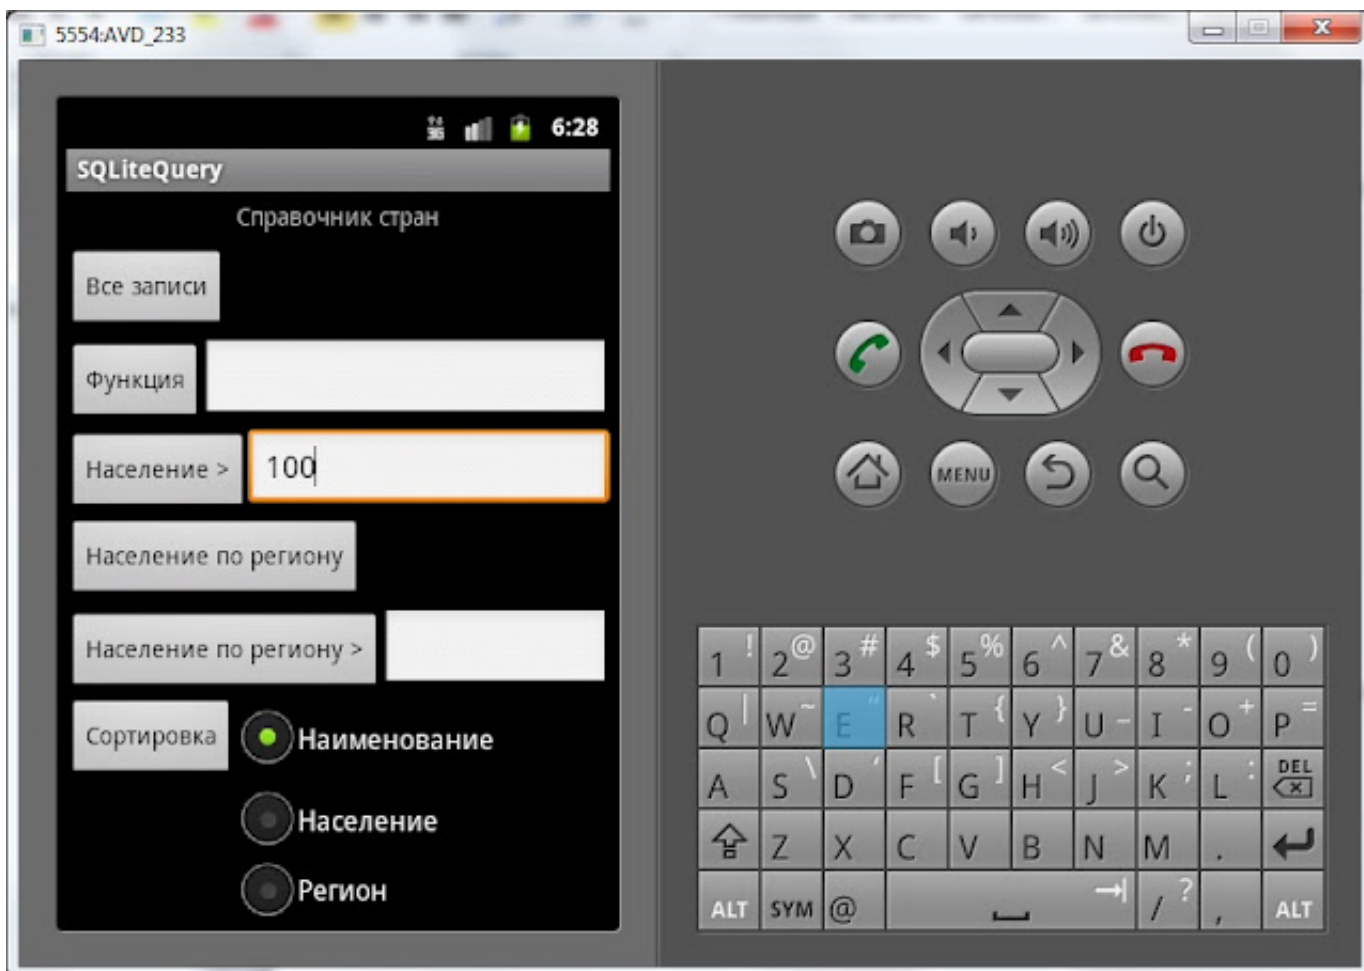 5554:AVD_233
3G 6:28
SQLiteQuery
Справочник стран
Все записи
Функция
Население > 100
Население по региону
Население по региону >
Сортировка Наименование
Население
Регион
MENU
1 ! 2 @ 3 # 4 $ 5 % 6 ^ 7 & 8 * 9 ( 0 )
Q | W ~ E " R ` T { Y } U _ I - O + P =
A S \ D ' F [ G ] H < J > K ; L : DEL
Z X C V B N M .
ALT SYM @ / ? , ALT